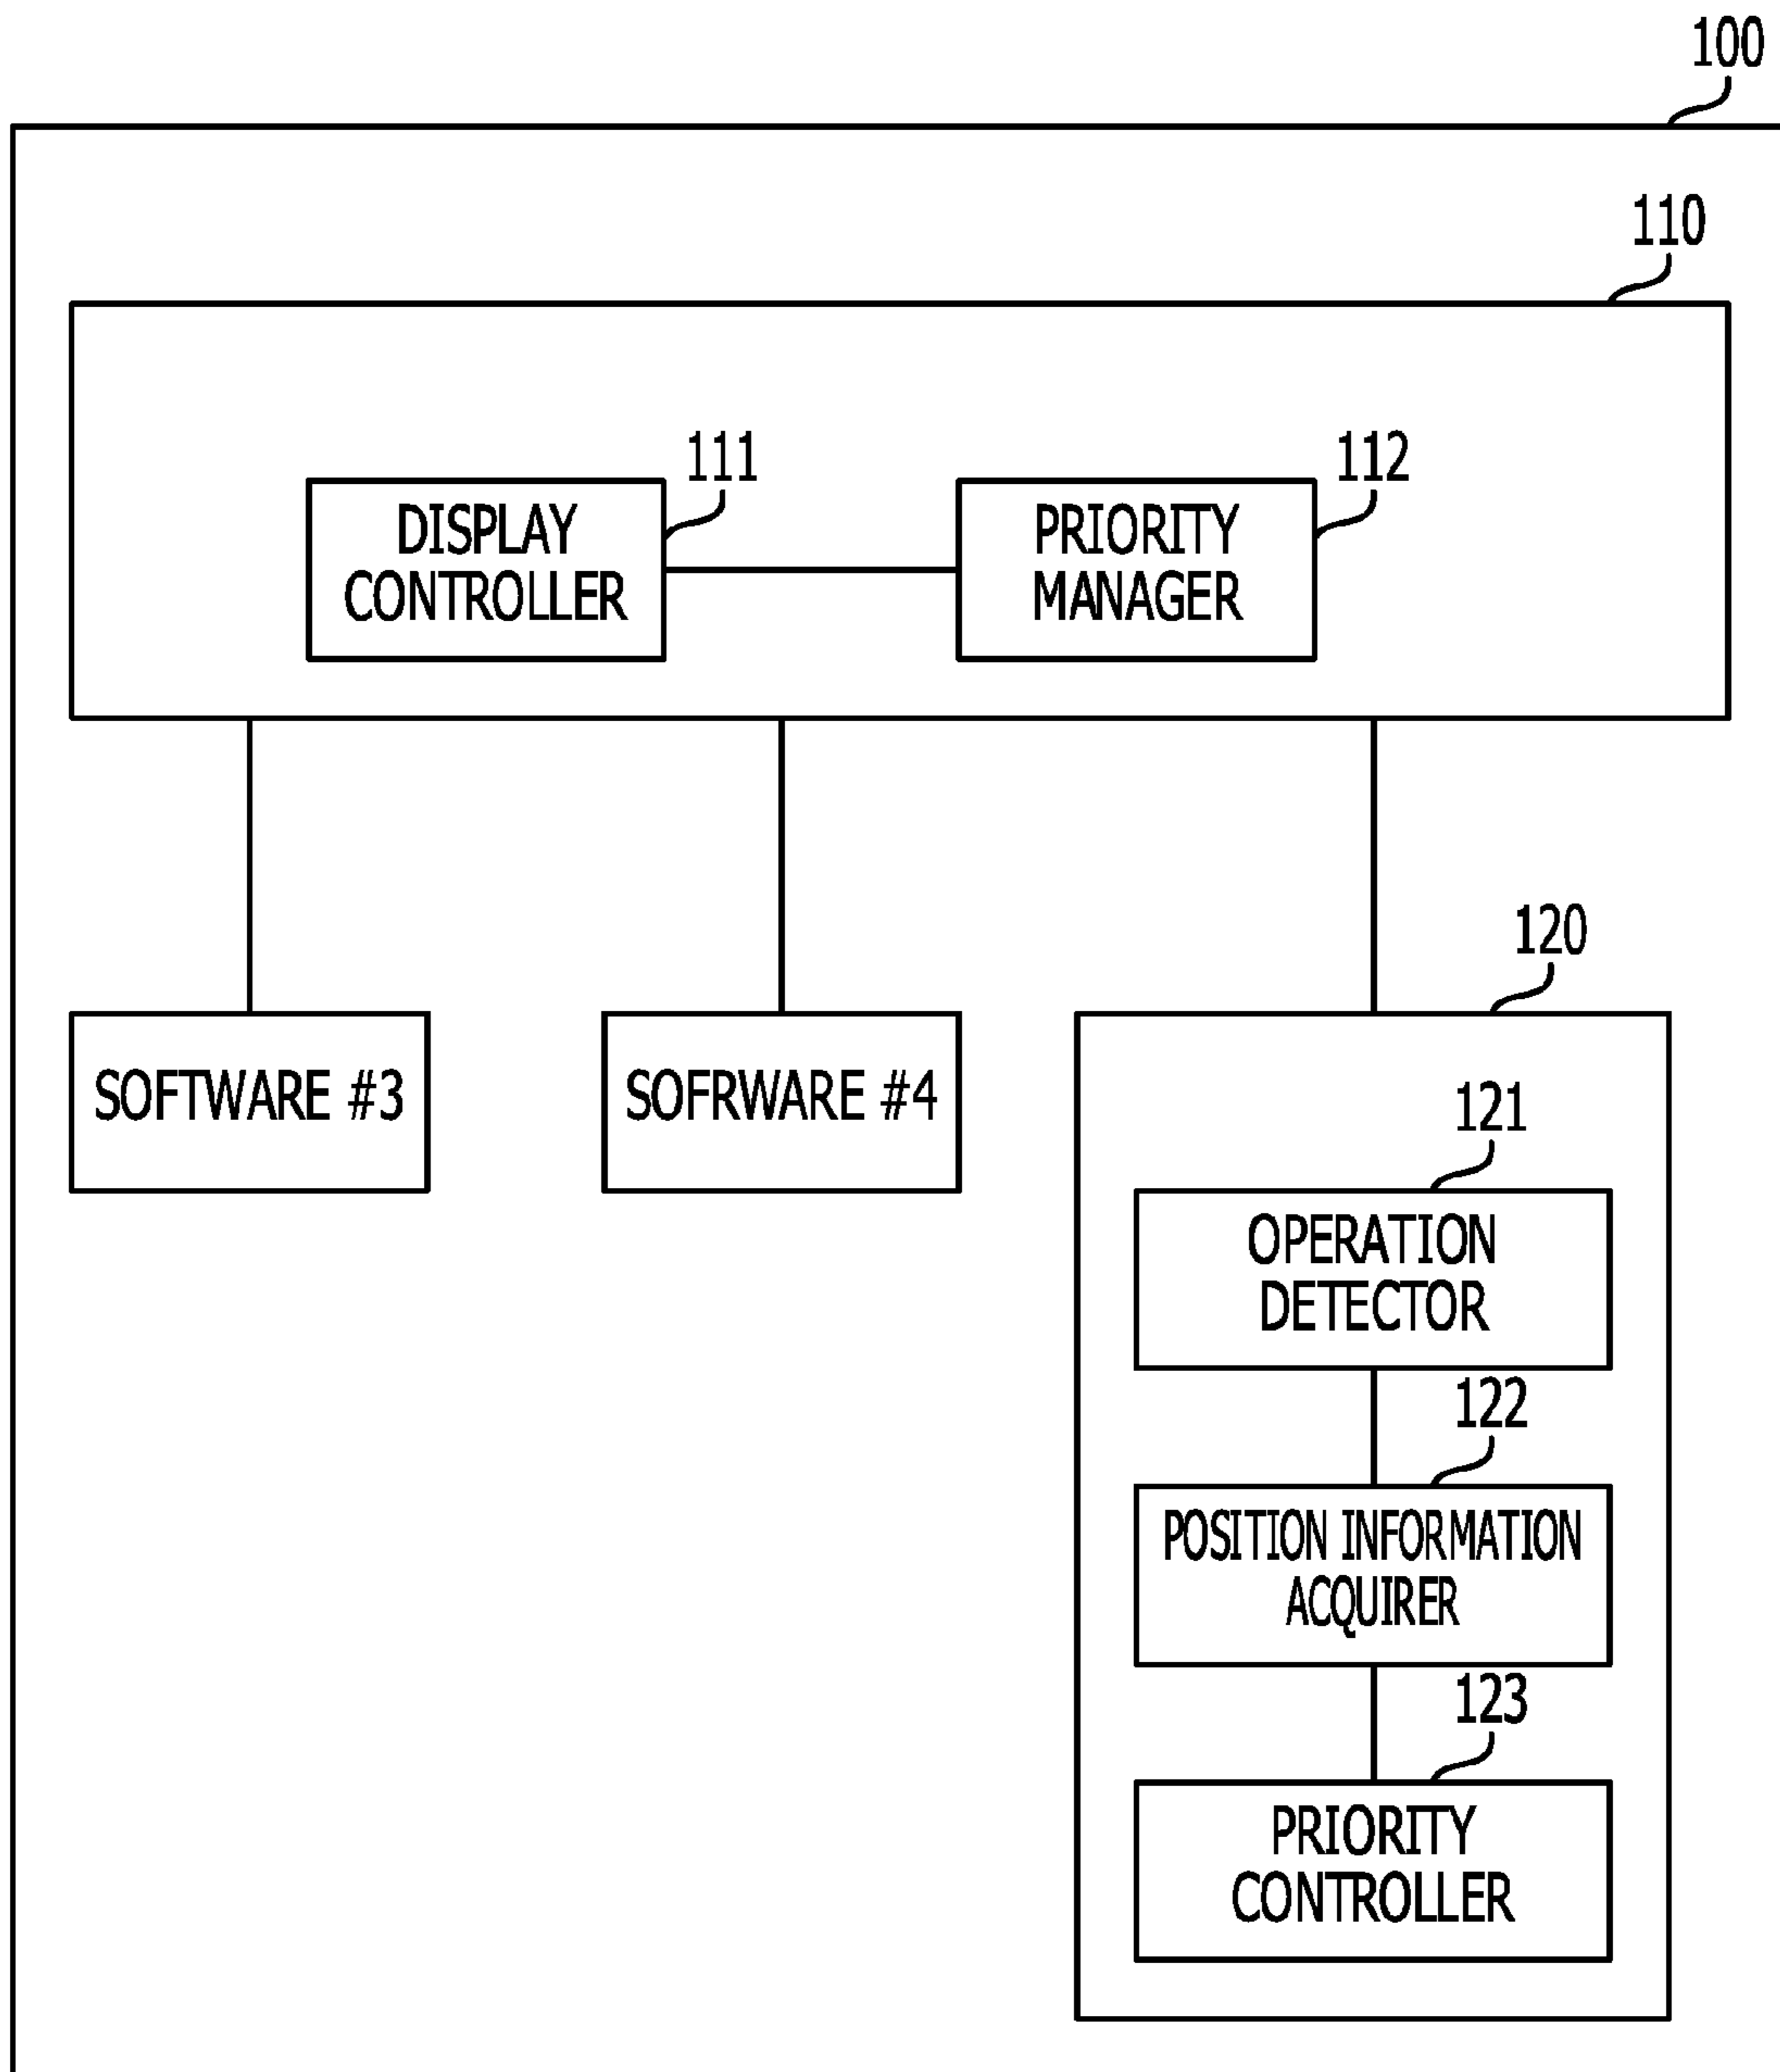 100
110
111
112
DISPLAY
CONTROLLER
PRIORITY
MANAGER
120
SOFTWARE #3
SOFRWARE #4
121
OPERATION
DETECTOR
122
POSITION INFORMATION
ACQUIRER
123
PRIORITY
CONTROLLER